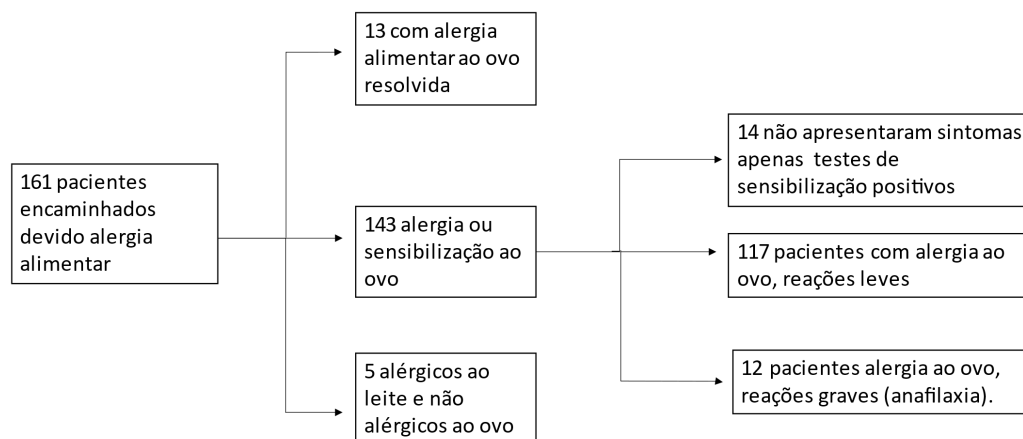 161 pacientes
encaminhados
devido alergia
alimentar
13 com alergia
alimentar ao ovo
resolvida
143 alergia ou
sensibilização ao
ovo
5 alérgicos ao
leite e não
alérgicos ao ovo
14 não apresentaram sintomas
apenas testes de
sensibilização positivos
117 pacientes com alergia ao
ovo, reações leves
12 pacientes alergia ao ovo,
reações graves (anafilaxia).